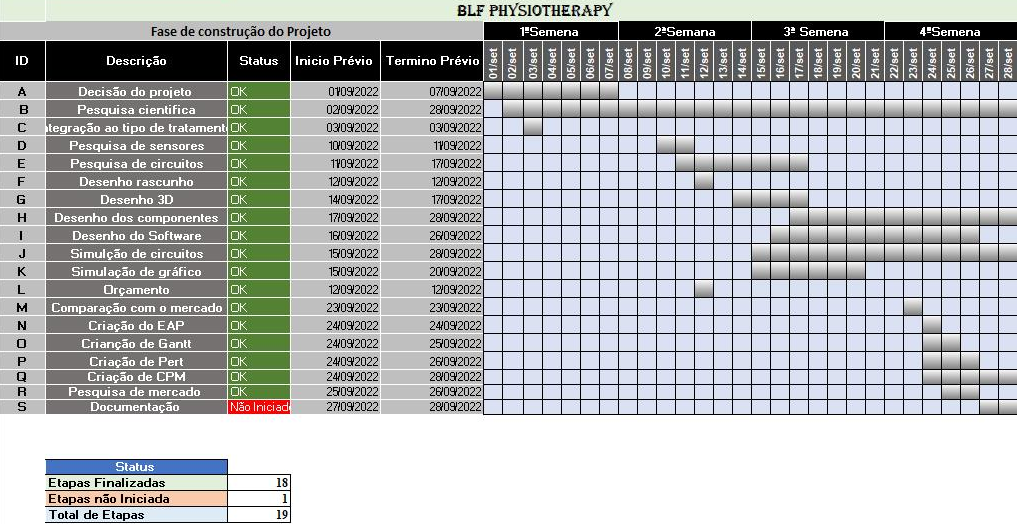 BLF PHYSIOTHERAPY
Fase de construção do Projeto 1ªSemana 2ªSemana 3ª Semana 4ªSemana
ID Descrição Status Inicio Prévio Termino Prévio 01/set 02/set 03/set 04/set 05/set 06/set 07/set 08/set 09/set 10/set 11/set 12/set 13/set 14/set 15/set 16/set 17/set 18/set 19/set 20/set 21/set 22/set 23/set 24/set 25/set 26/set 27/set 28/set
A Decisão do projeto OK 01/09/2022 07/09/2022
B Pesquisa cientifica OK 02/09/2022 28/09/2022
C ntegração ao tipo de tratament OK 03/09/2022 03/09/2022
D Pesquisa de sensores OK 10/09/2022 11/09/2022
E Pesquisa de circuitos OK 11/09/2022 17/09/2022
F Desenho rascunho OK 12/09/2022 12/09/2022
G Desenho 3D OK 14/09/2022 17/09/2022
H Desenho dos componentes OK 17/09/2022 28/09/2022
I Desenho do Software OK 16/09/2022 26/09/2022
J Simulção de circuitos OK 15/09/2022 28/09/2022
K Simulação de gráfico OK 15/09/2022 20/09/2022
L Orçamento OK 12/09/2022 12/09/2022
M Comparação com o mercado OK 23/09/2022 23/09/2022
N Criação do EAP OK 24/09/2022 24/09/2022
O Crianção de Gantt OK 24/09/2022 25/09/2022
P Criação de Pert OK 24/09/2022 26/09/2022
Q Criação de CPM OK 24/09/2022 28/09/2022
R Pesquisa de mercado OK 25/09/2022 26/09/2022
S Documentação Não Iniciad 27/09/2022 28/09/2022
Status
Etapas Finalizadas 18
Etapas não Iniciada 1
Total de Etapas 19